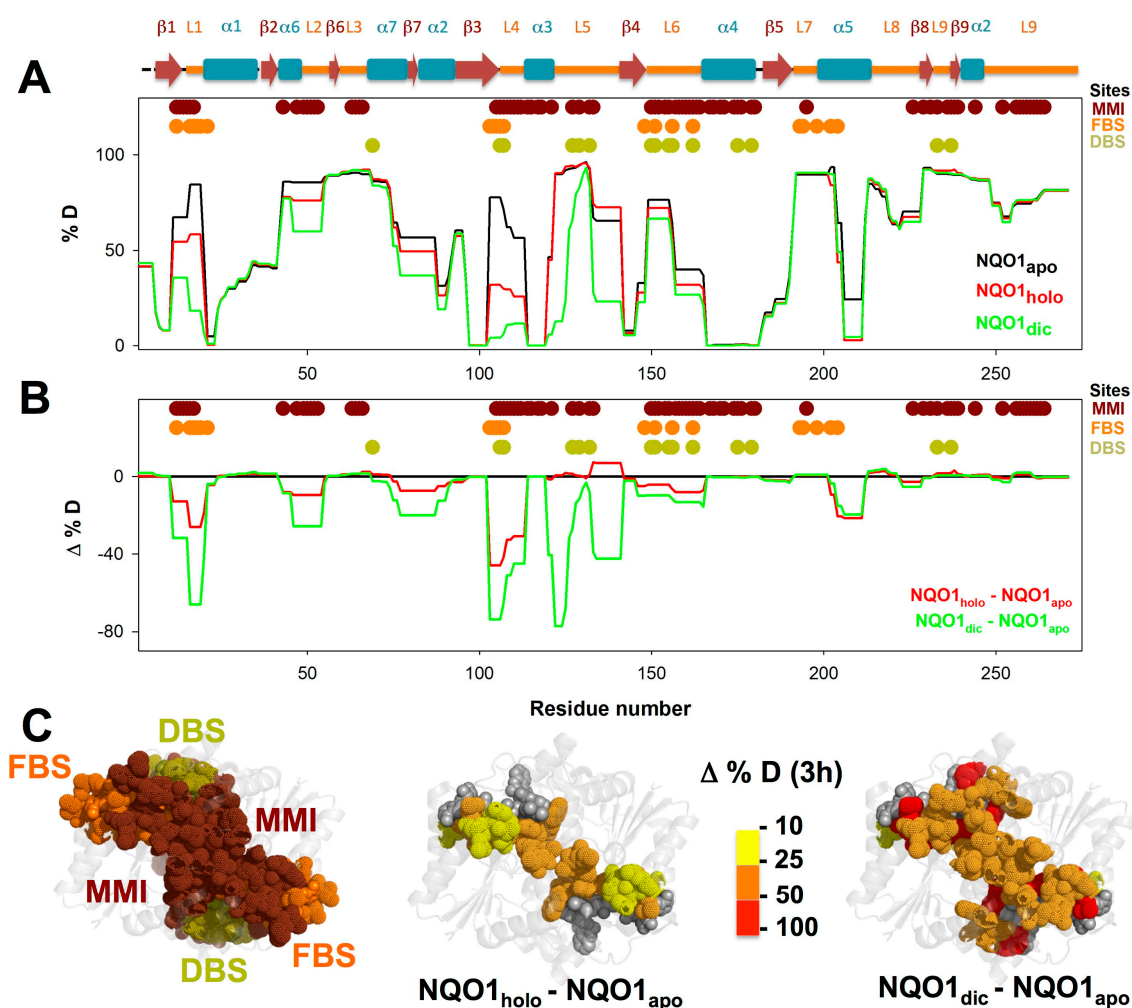 β1 L1 α1 β2 α6 L2 β6 L3 α7 β7 α2 β3 L4 α3 L5 β4 L6 α4 β5 L7 α5 L8 β8 L9 β9 α2 L9
A
Sites
MMI
FBS
DBS
100
50
0
% D
NQO1apo
NQO1holo
NQO1dic
50 100 150 200 250
B
Sites
MMI
FBS
DBS
0
-40
-80
Δ % D
NQO1holo - NQO1apo
NQO1dic - NQO1apo
50 100 150 200 250
Residue number
C
DBS
FBS
MMI
MMI
FBS
DBS
Δ % D (3h)
- 10
- 25
- 50
- 100
NQO1holo - NQO1apo
NQO1dic - NQO1apo